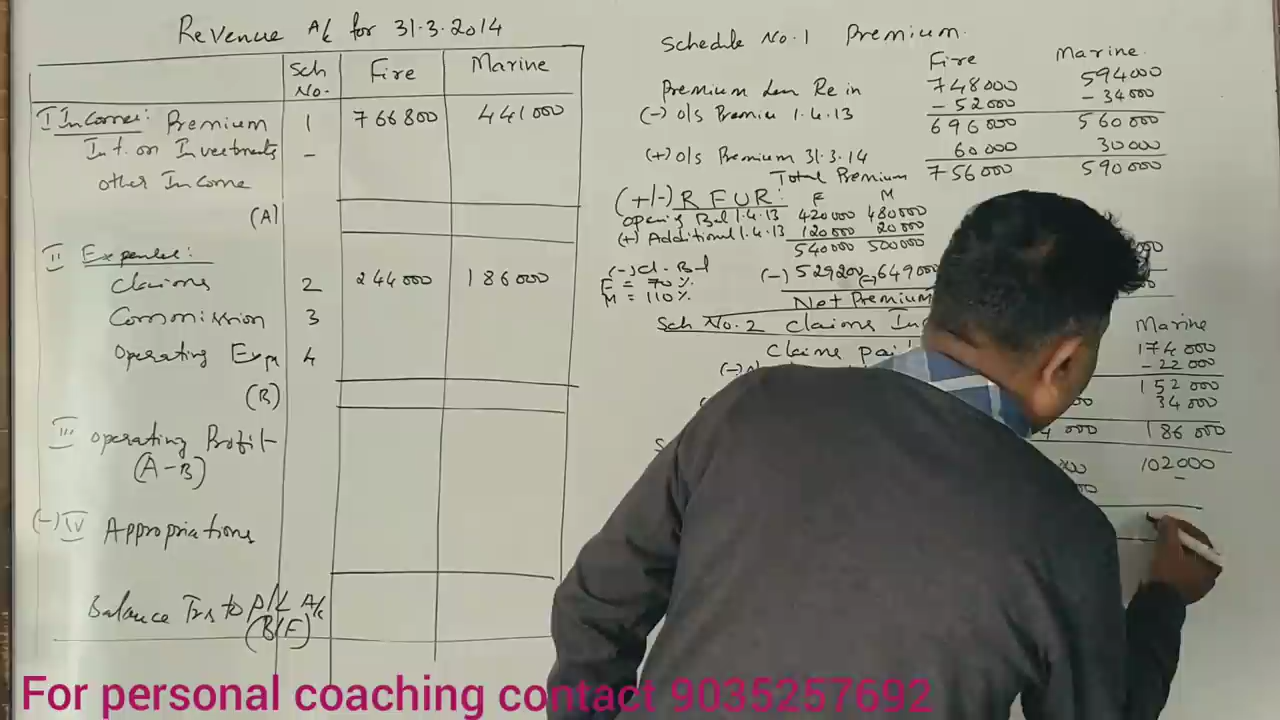 Revenue A/c for 31.3.2014
Sch No. Fire Marine
I Income: Premium 1 766800 441000
Int. on Investments -
other Income
(A)
II Expenses:
Claims 2 244000 186000
Commission 3
Operating Expn 4
(B)
III Operating Profit
(A-B)
(-) IV Appropriations
Balance Trs to P/L A/c
(B/F)
Schedule No.1 Premium
Fire Marine
Premium Less Re in 748000 594000
(-) o/s Premium 1.4.13 - 52000 - 34000
696000 560000
(+) o/s Premium 31.3.14 60000 30000
Total Premium 756000 590000
(+/-) RFUR: F M
opening Bal 1.4.13 420000 480000
(+) Additional 1.4.13 120000 20000
540000 500000
(-) Cl. Bal (-) 529200 (-) 649000
F = 70%
M = 110%
Net Premium
Sch No.2 Claims
Marine
Claims 174000
- 22000
152000
34000
186000
102000
-
For personal coaching contact 9035257692